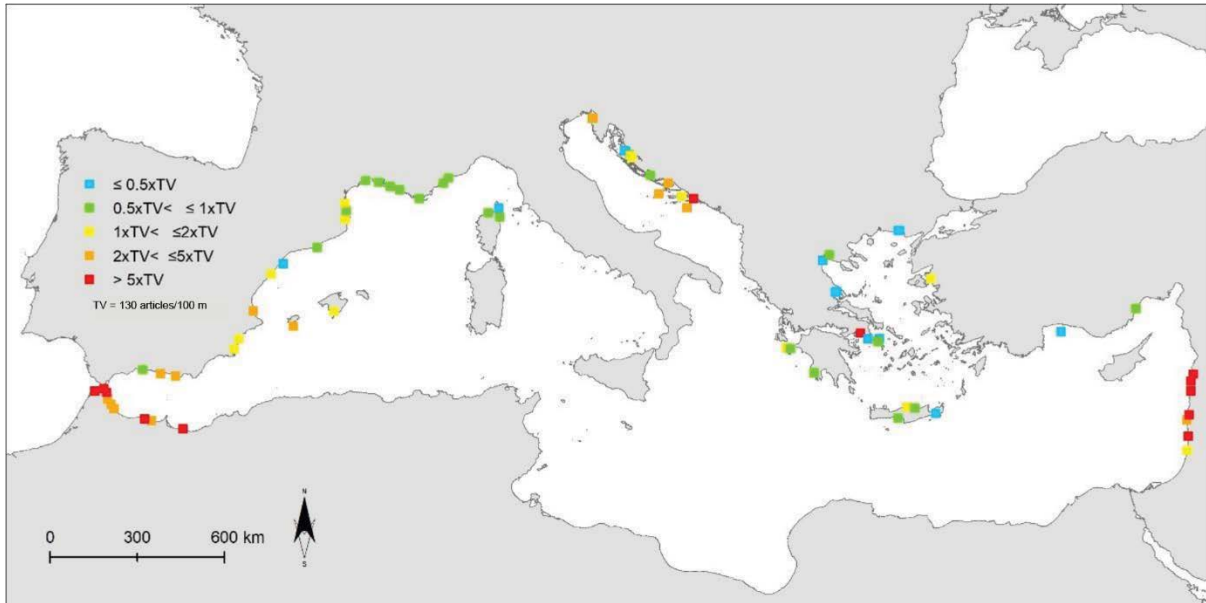 ≤ 0.5xTV
0.5xTV< ≤ 1xTV
1xTV< ≤2xTV
2xTV< ≤5xTV
> 5xTV
TV = 130 articles/100 m
N
S
0 300 600 km